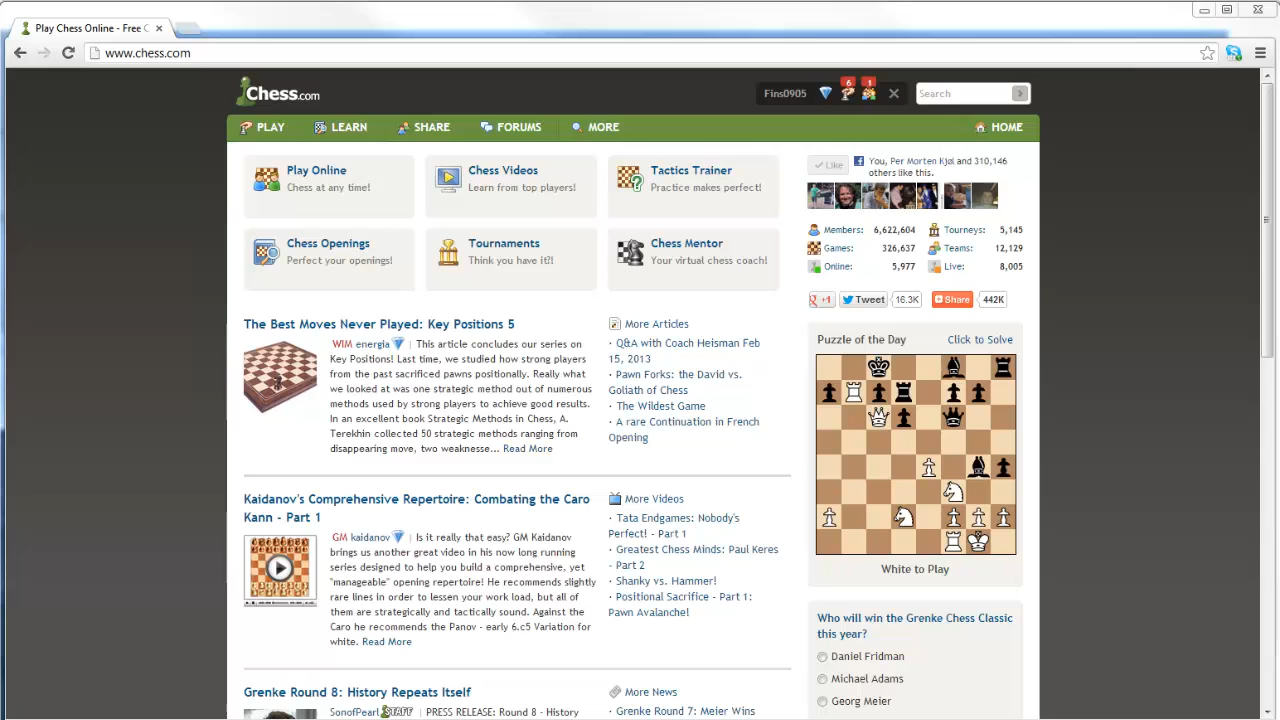 Play Chess Online - Free C
www.chess.com
Chess.com
Fins0905
6
1
Search
PLAY
LEARN
SHARE
FORUMS
MORE
HOME
Play Online
Chess at any time!
Chess Videos
Learn from top players!
Tactics Trainer
Practice makes perfect!
Chess Openings
Perfect your openings!
Tournaments
Think you have it?!
Chess Mentor
Your virtual chess coach!
Like
You, Per Morten Kjøl and 310,146
others like this.
Members: 6,622,604 Tourneys: 5,145
Games: 326,637 Teams: 12,129
Online: 5,977 Live: 8,005
+1 Tweet 16.3K Share 442K
The Best Moves Never Played: Key Positions 5
WIM energia | This article concludes our series on
Key Positions! Last time, we studied how strong players
from the past sacrificed pawns positionally. Really what
we looked at was one strategic method out of numerous
methods used by strong players to achieve good results.
In an excellent book Strategic Methods in Chess, A.
Terekhin collected 50 strategic methods ranging from
disappearing move, two weaknesse... Read More
More Articles
· Q&A with Coach Heisman Feb
15, 2013
· Pawn Forks: the David vs.
Goliath of Chess
· The Wildest Game
· A rare Continuation in French
Opening
Puzzle of the Day
Click to Solve
White to Play
Kaidanov's Comprehensive Repertoire: Combating the Caro
Kann - Part 1
GM kaidanov | Is it really that easy? GM Kaidanov
brings us another great video in his now long running
series designed to help you build a comprehensive, yet
"manageable" opening repertoire! He recommends slightly
rare lines in order to lessen your work load, but all of
them are strategically and tactically sound. Against the
Caro he recommends the Panov - early 6.c5 Variation for
white. Read More
More Videos
· Tata Endgames: Nobody's
Perfect! - Part 1
· Greatest Chess Minds: Paul Keres
- Part 2
· Shanky vs. Hammer!
· Positional Sacrifice - Part 1:
Pawn Avalanche!
Who will win the Grenke Chess Classic
this year?
Daniel Fridman
Michael Adams
Georg Meier
Grenke Round 8: History Repeats Itself
SonofPearl STAFF | PRESS RELEASE: Round 8 - History
More News
· Grenke Round 7: Meier Wins